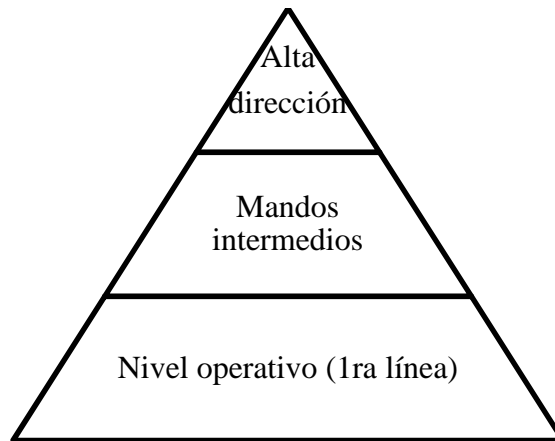 Alta
dirección
Mandos
intermedios
Nivel operativo (1ra línea)